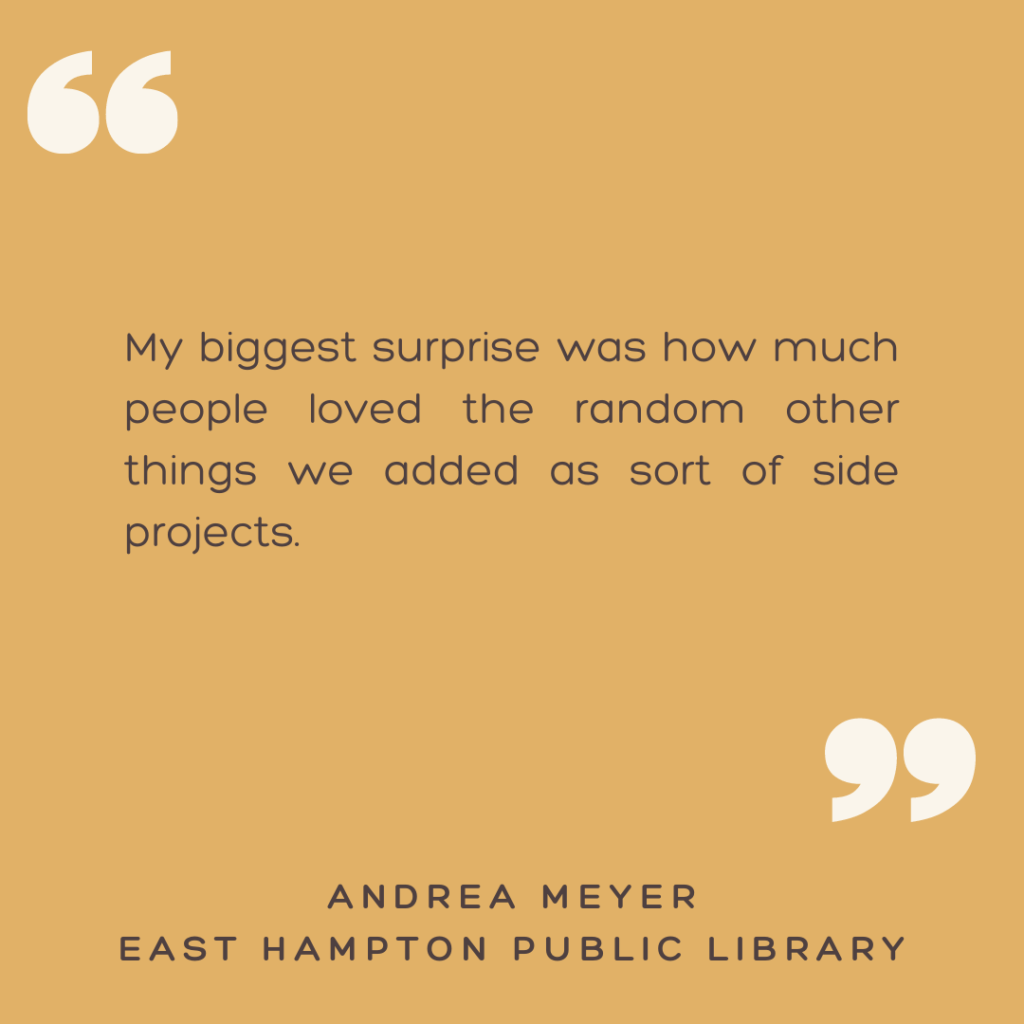 “
My biggest surprise was how much
people loved the random other
things we added as sort of side
projects.
”
ANDREA MEYER
EAST HAMPTON PUBLIC LIBRARY